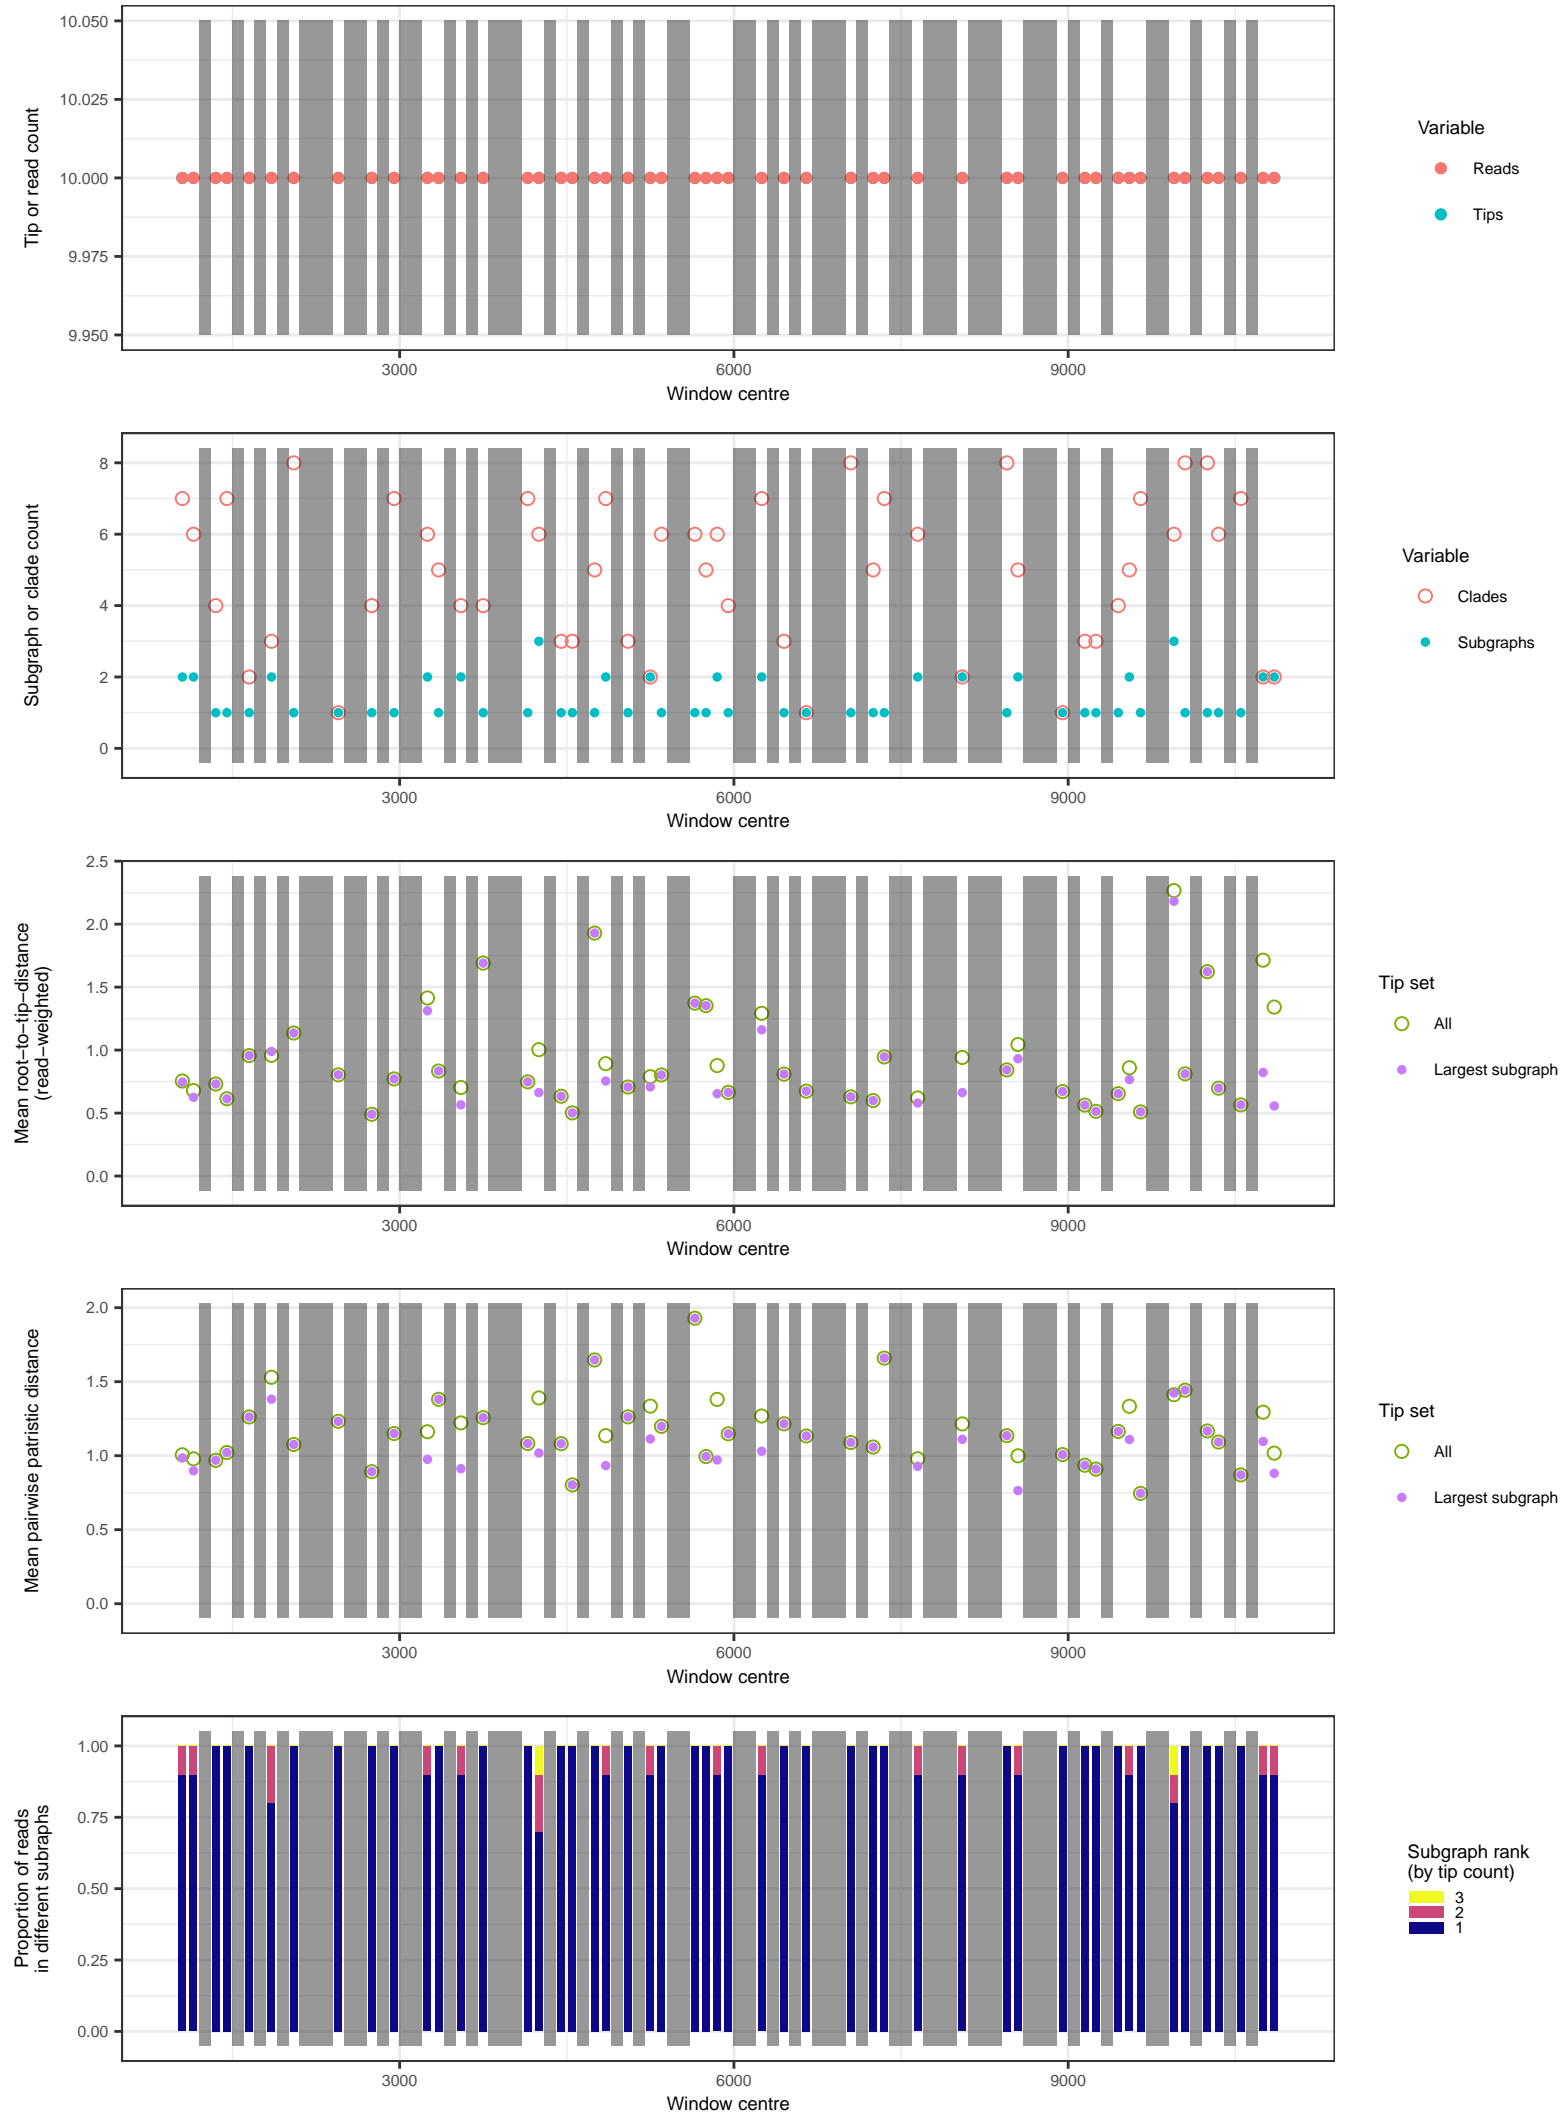 10.050
10.025
10.000
9.975
9.950
Tip or read count
3000
6000
9000
Window centre
Variable
Reads
Tips
8
6
4
2
0
Subgraph or clade count
3000
6000
9000
Window centre
Variable
Clades
Subgraphs
2.5
2.0
1.5
1.0
0.5
0.0
Mean root−to−tip−distance
(read−weighted)
3000
6000
9000
Window centre
Tip set
All
Largest subgraph
2.0
1.5
1.0
0.5
0.0
Mean pairwise patristic distance
3000
6000
9000
Window centre
Tip set
All
Largest subgraph
1.00
0.75
0.50
0.25
0.00
Proportion of reads
in different subraphs
3000
6000
9000
Window centre
Subgraph rank
(by tip count)
3
2
1